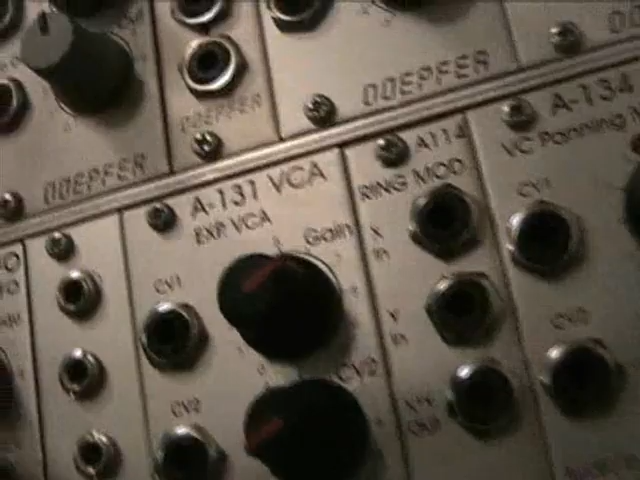 DOEPFER
DOEPFER
DOEPFER
A-131 VCA
EXP. VCA
Gain
CV1
CV2
CV2
A114
RING MOD.
X
In
Y
In
A-134
VC Panning
CV1
CV2